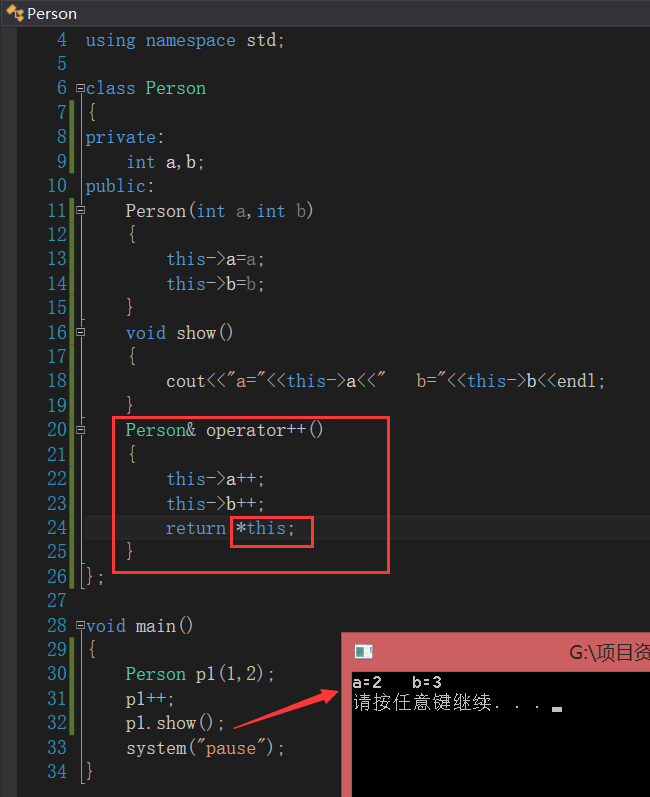 Person
4 using namespace std;
5
6 class Person
7 {
8 private:
9 int a,b;
10 public:
11 Person(int a,int b)
12 {
13 this->a=a;
14 this->b=b;
15 }
16 void show()
17 {
18 cout<<"a="<<this->a<<"   b="<<this->b<<endl;
19 }
20 Person& operator++()
21 {
22 this->a++;
23 this->b++;
24 return *this;
25 }
26 };
27
28 void main()
29 {
30 Person p1(1,2);
31 p1++;
32 p1.show();
33 system("pause");
34 }
G:\项目资
a=2   b=3
请按任意键继续. . .